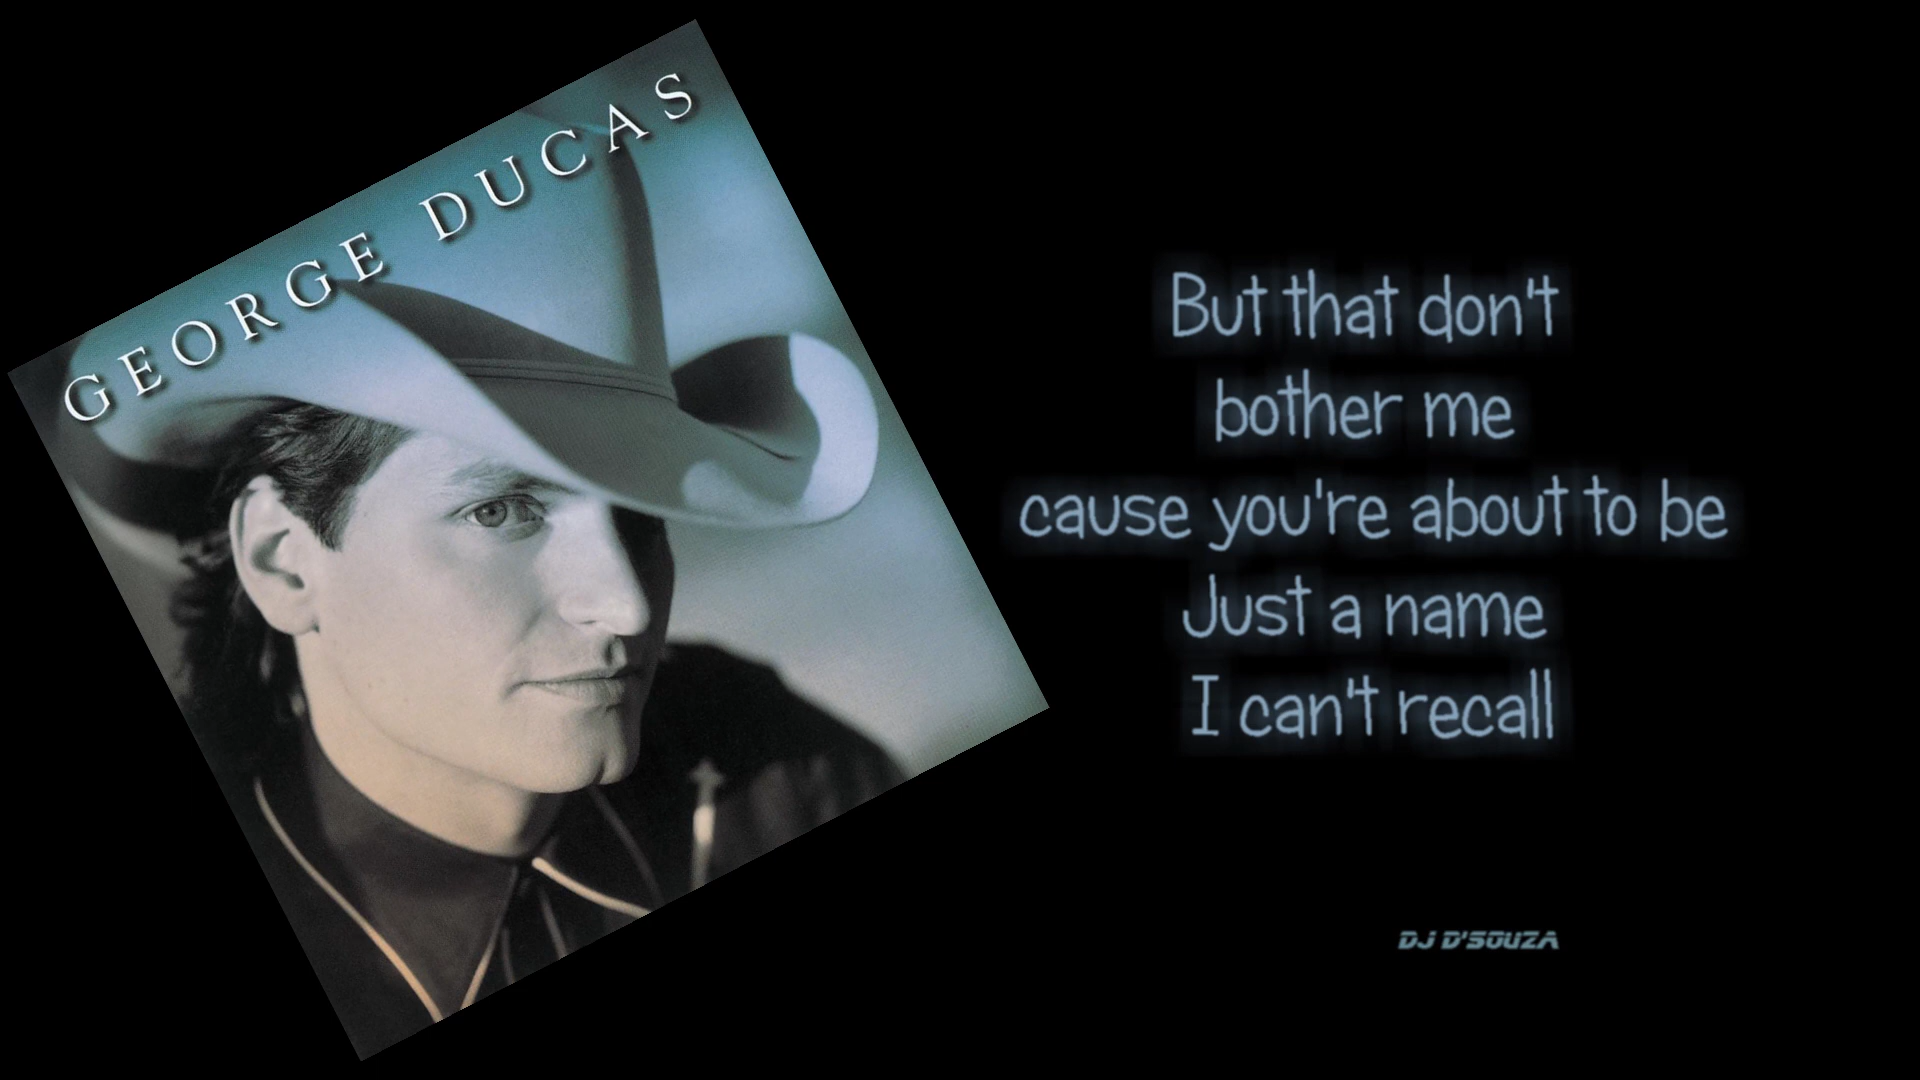 GEORGE DUCAS
But that don't
bother me
cause you're about to be
Just a name
I can't recall
DJ D'SOUZA